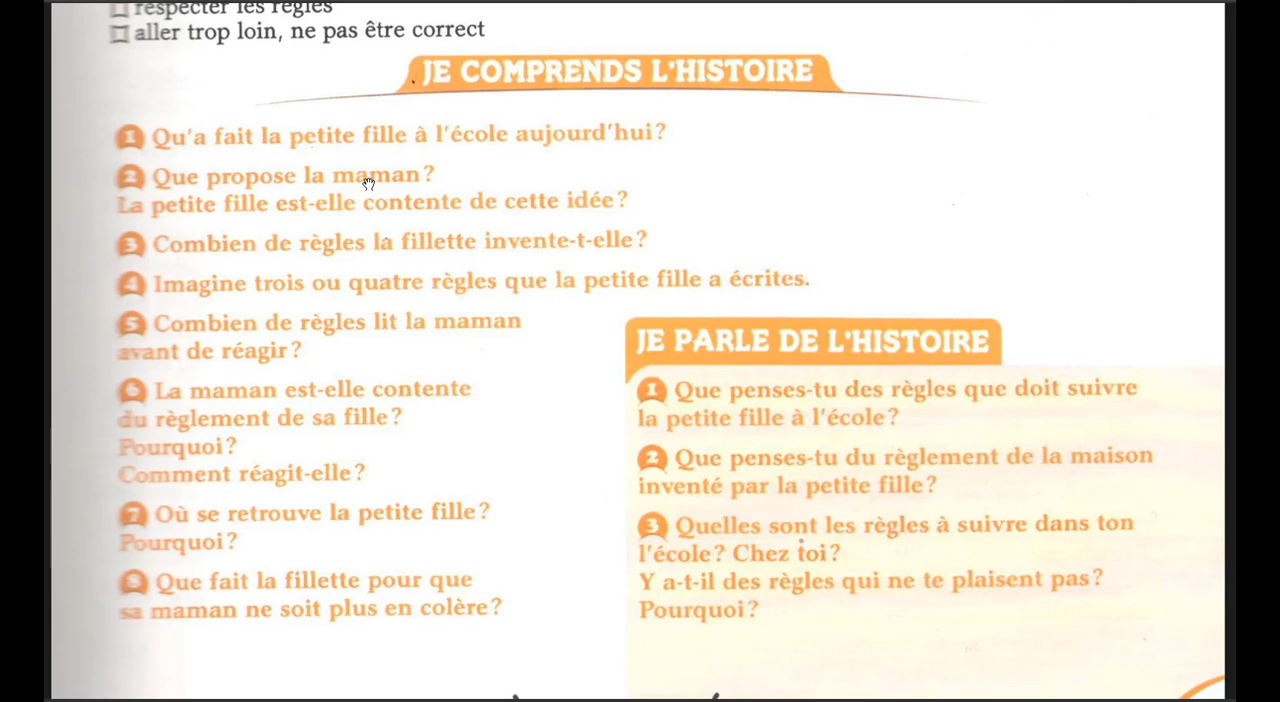 respecter les règles
aller trop loin, ne pas être correct
JE COMPRENDS L'HISTOIRE
1 Qu'a fait la petite fille à l'école aujourd'hui ?
2 Que propose la maman ?
La petite fille est-elle contente de cette idée ?
3 Combien de règles la fillette invente-t-elle ?
4 Imagine trois ou quatre règles que la petite fille a écrites.
5 Combien de règles lit la maman
avant de réagir ?
6 La maman est-elle contente
du règlement de sa fille ?
Pourquoi ?
Comment réagit-elle ?
7 Où se retrouve la petite fille ?
Pourquoi ?
8 Que fait la fillette pour que
sa maman ne soit plus en colère ?
JE PARLE DE L'HISTOIRE
1 Que penses-tu des règles que doit suivre
la petite fille à l'école ?
2 Que penses-tu du règlement de la maison
inventé par la petite fille ?
3 Quelles sont les règles à suivre dans ton
l'école ? Chez toi ?
Y a-t-il des règles qui ne te plaisent pas ?
Pourquoi ?